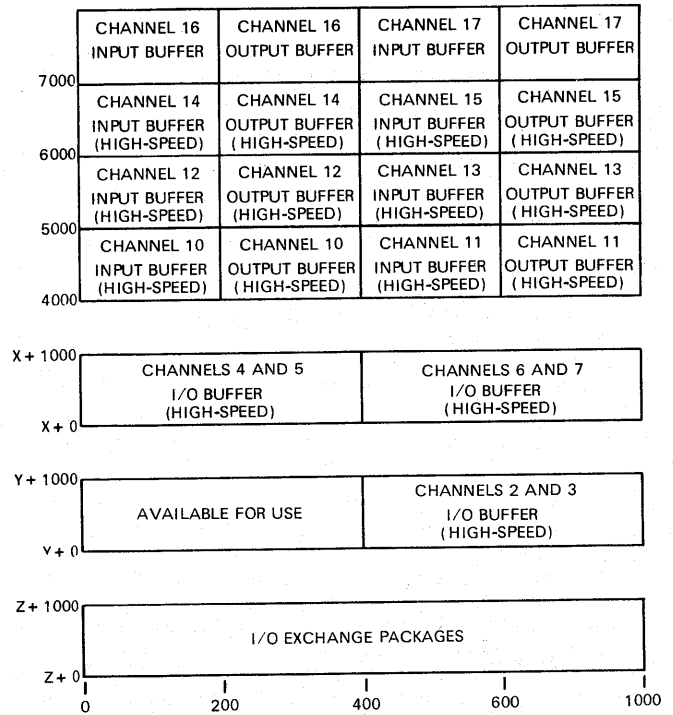 CHANNEL 16 INPUT BUFFER
CHANNEL 16 OUTPUT BUFFER
CHANNEL 17 INPUT BUFFER
CHANNEL 17 OUTPUT BUFFER
7000
CHANNEL 14 INPUT BUFFER (HIGH-SPEED)
CHANNEL 14 OUTPUT BUFFER (HIGH-SPEED)
CHANNEL 15 INPUT BUFFER (HIGH-SPEED)
CHANNEL 15 OUTPUT BUFFER (HIGH-SPEED)
6000
CHANNEL 12 INPUT BUFFER (HIGH-SPEED)
CHANNEL 12 OUTPUT BUFFER (HIGH-SPEED)
CHANNEL 13 INPUT BUFFER (HIGH-SPEED)
CHANNEL 13 OUTPUT BUFFER (HIGH-SPEED)
5000
CHANNEL 10 INPUT BUFFER (HIGH-SPEED)
CHANNEL 10 OUTPUT BUFFER (HIGH-SPEED)
CHANNEL 11 INPUT BUFFER (HIGH-SPEED)
CHANNEL 11 OUTPUT BUFFER (HIGH-SPEED)
4000
X + 1000
CHANNELS 4 AND 5
I/O BUFFER
(HIGH-SPEED)
CHANNELS 6 AND 7
I/O BUFFER
(HIGH-SPEED)
X + 0
Y + 1000
AVAILABLE FOR USE
CHANNELS 2 AND 3
I/O BUFFER
(HIGH-SPEED)
Y + 0
Z + 1000
I/O EXCHANGE PACKAGES
Z + 0
0 200 400 600 1000